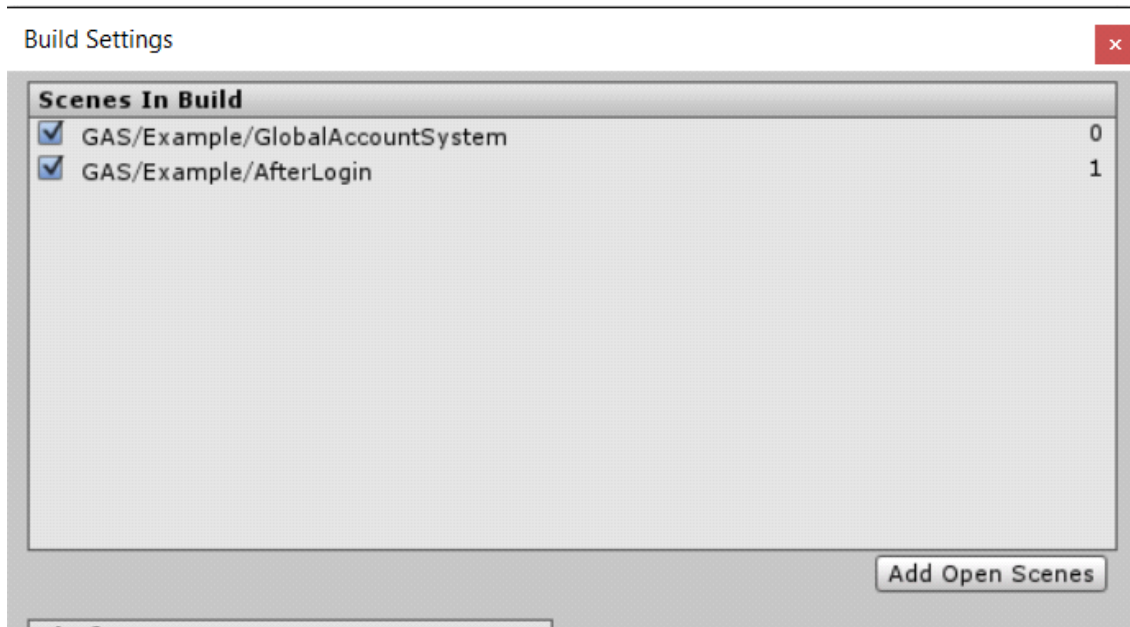 Build Settings
x
Scenes In Build
GAS/Example/GlobalAccountSystem 0
GAS/Example/AfterLogin 1
Add Open Scenes